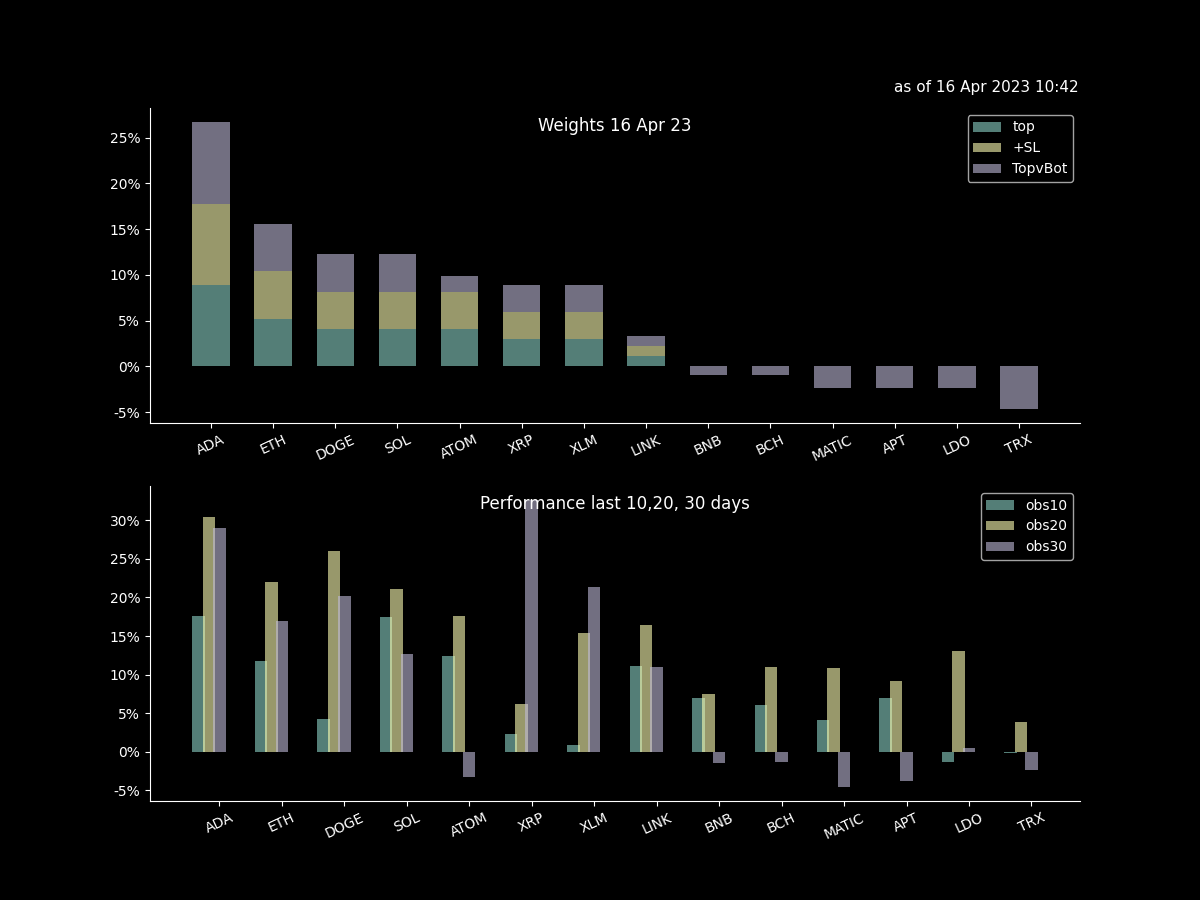 as of 16 Apr 2023 10:42
Weights 16 Apr 23
top
+SL
TopvBot
25%
20%
15%
10%
5%
0%
-5%
ADA ETH DOGE SOL ATOM XRP XLM LINK BNB BCH MATIC APT LDO TRX
Performance last 10,20, 30 days
obs10
obs20
obs30
30%
25%
20%
15%
10%
5%
0%
-5%
ADA ETH DOGE SOL ATOM XRP XLM LINK BNB BCH MATIC APT LDO TRX